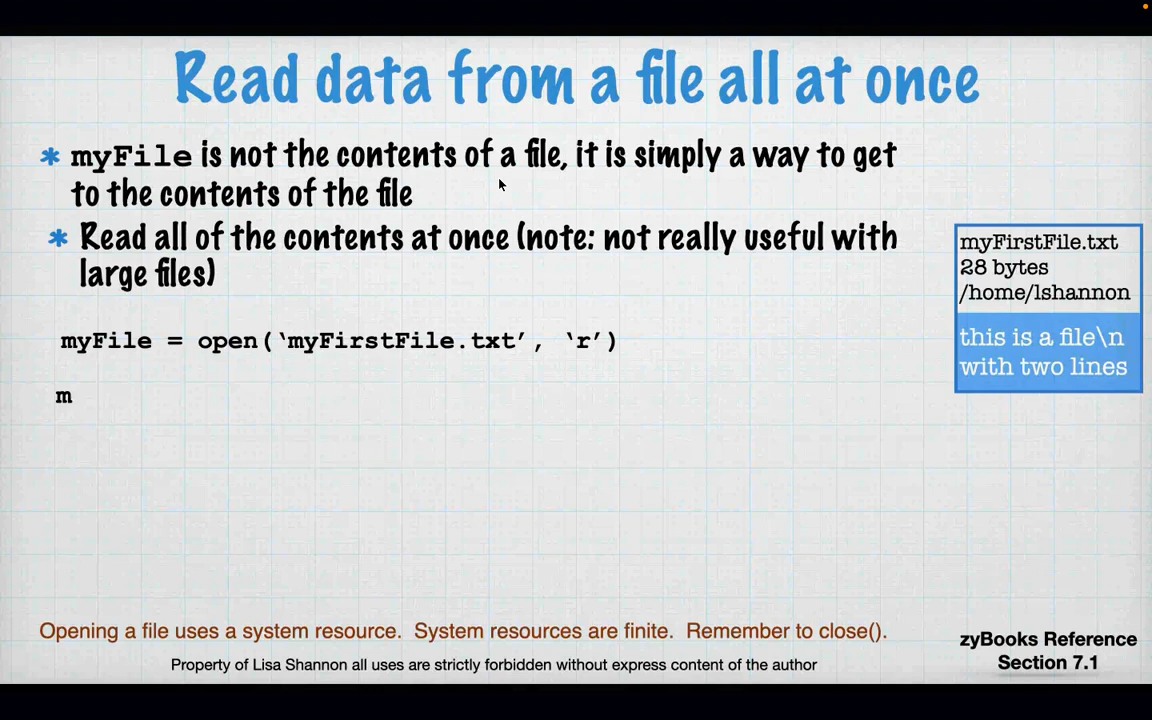 Read data from a file all at once
* myFile is not the contents of a file, it is simply a way to get
to the contents of the file
* Read all of the contents at once (note: not really useful with
large files)
myFirstFile.txt
28 bytes
/home/lshannon
this is a file\n
with two lines
myFile = open(‘myFirstFile.txt’, ‘r’)
m
Opening a file uses a system resource. System resources are finite. Remember to close().
zyBooks Reference
Section 7.1
Property of Lisa Shannon all uses are strictly forbidden without express content of the author